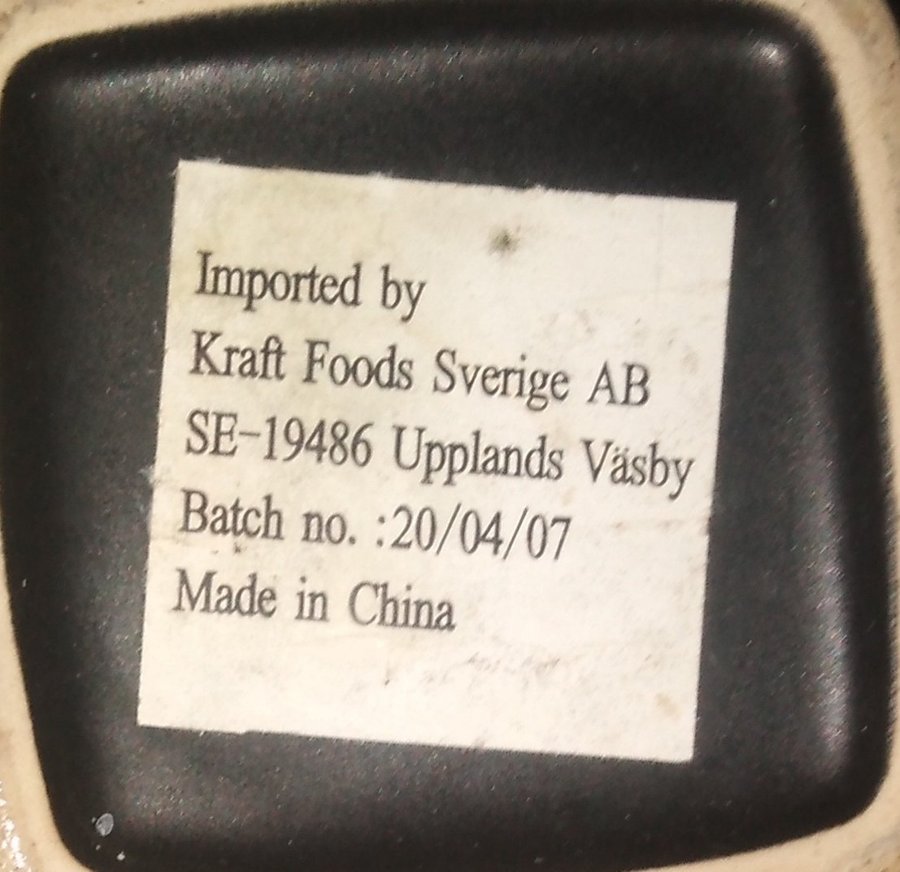 Imported by
Kraft Foods Sverige AB
SE-19486 Upplands Väsby
Batch no. :20/04/07
Made in China